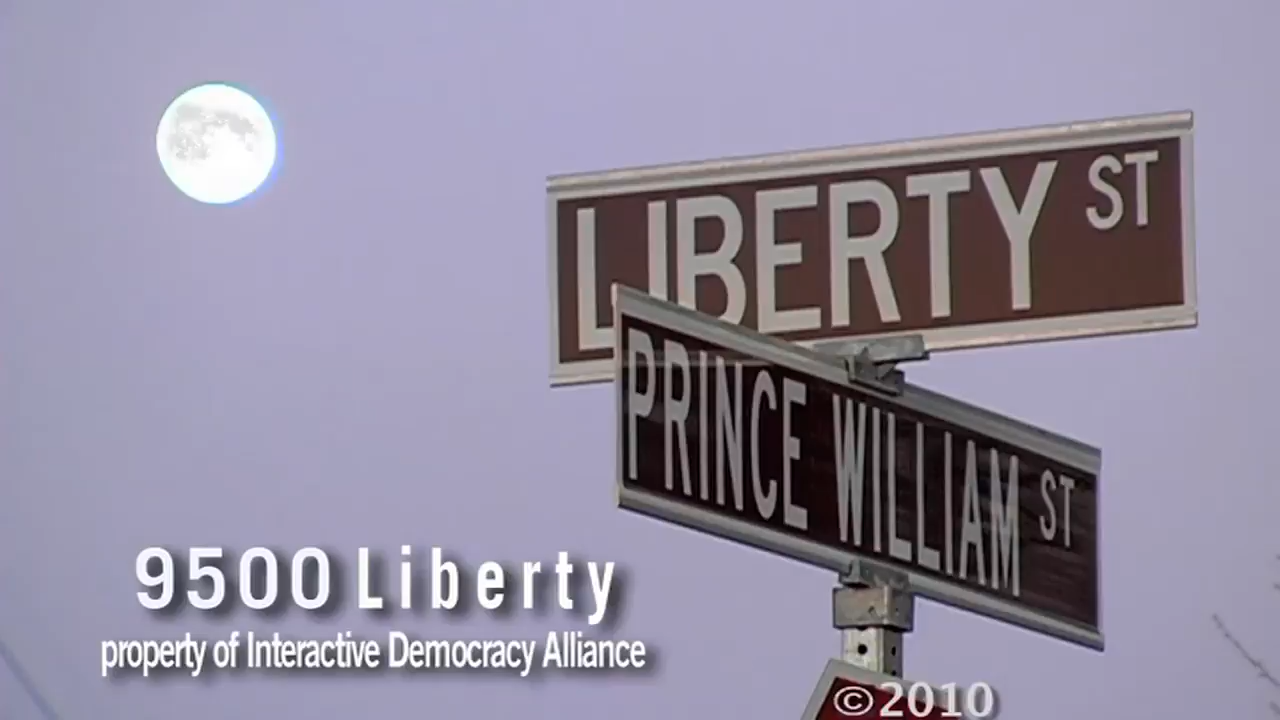 LIBERTY ST
PRINCE WILLIAM ST
9500 Liberty
property of Interactive Democracy Alliance
©2010